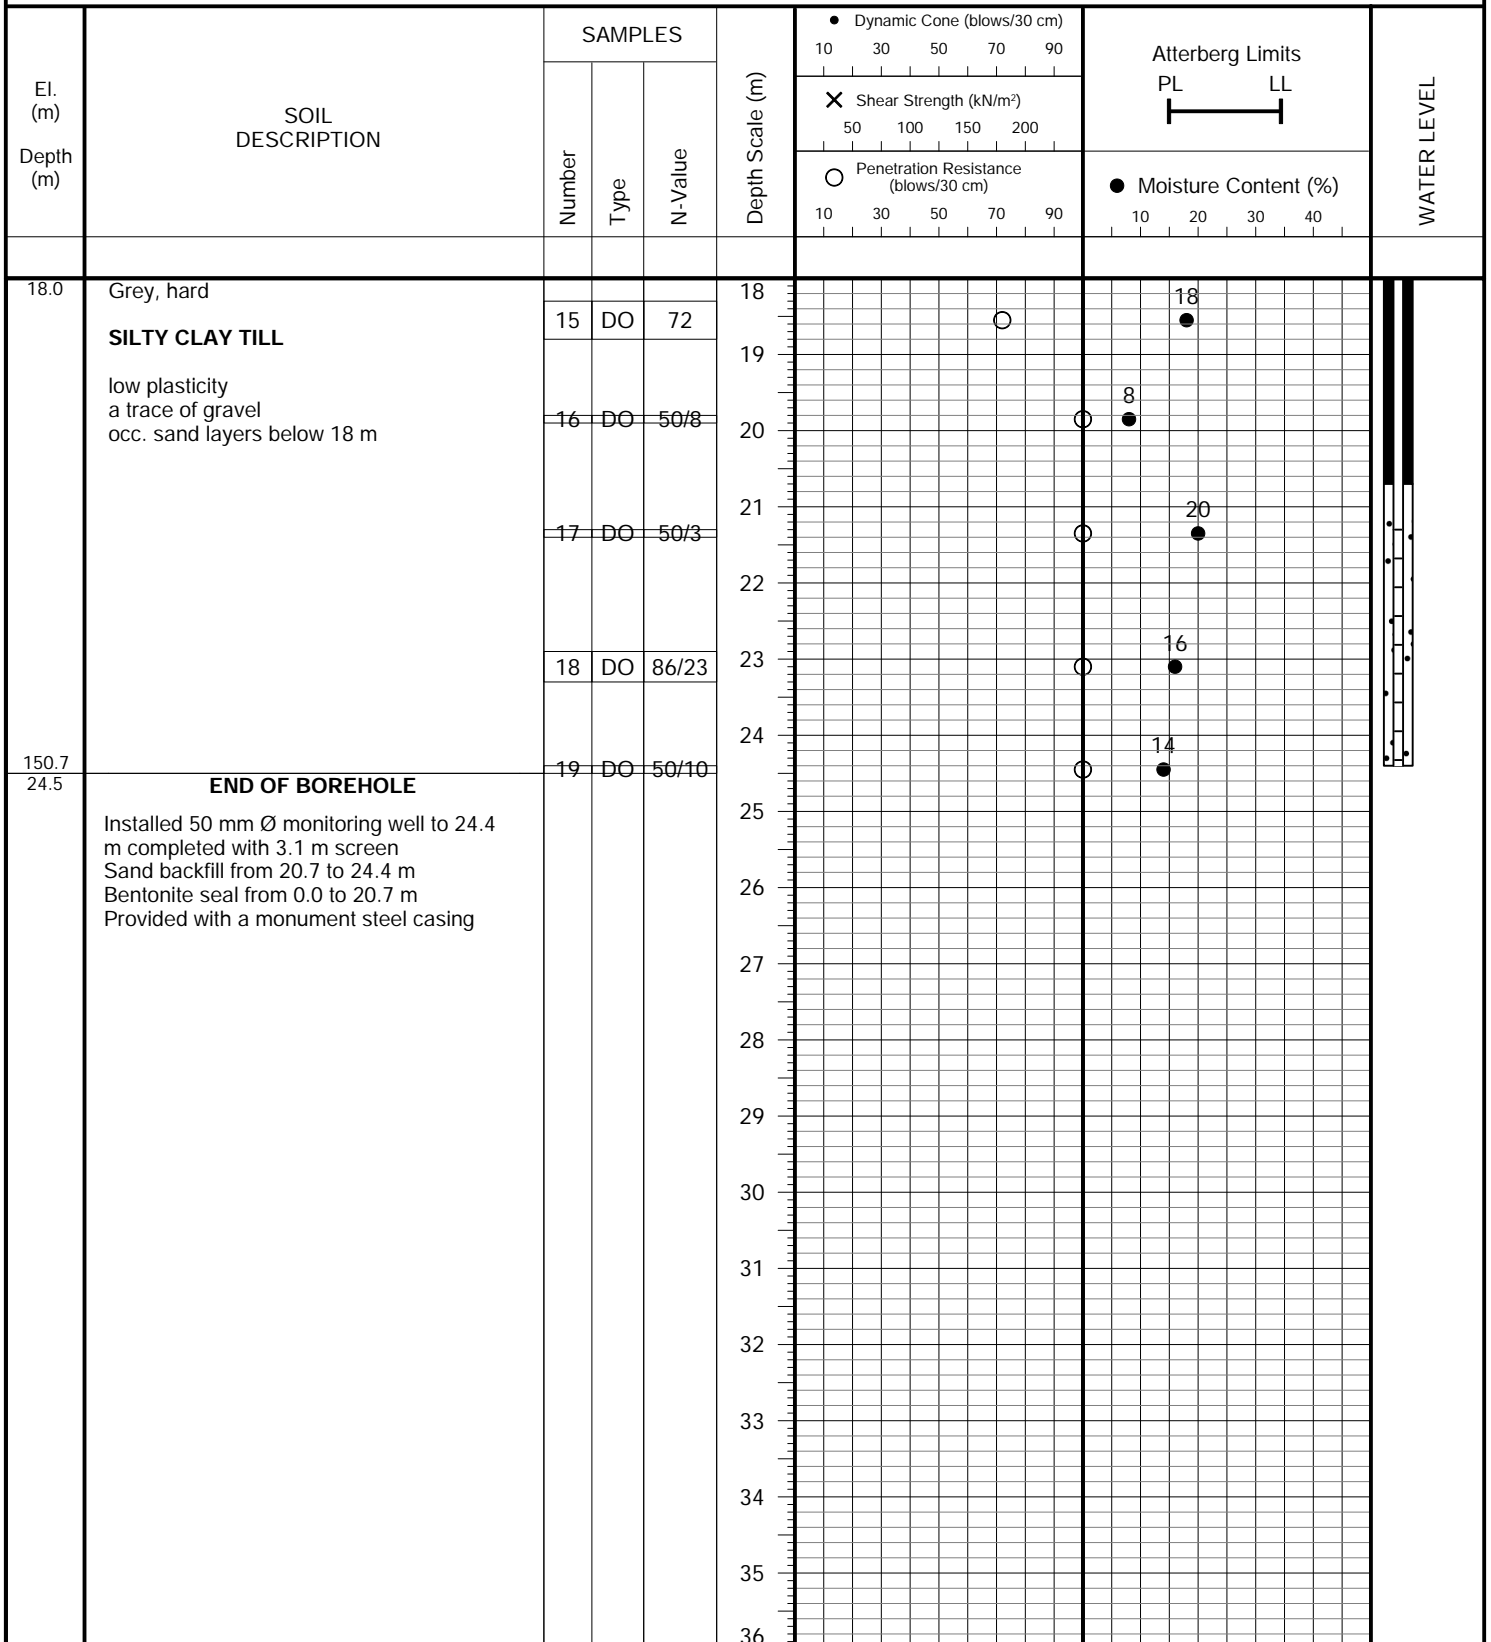 El.
(m)
Depth
(m)
SOIL
DESCRIPTION
SAMPLES
Number
Type
N-Value
Depth Scale (m)
Dynamic Cone (blows/30 cm)
10 30 50 70 90
Shear Strength (kN/m²)
50 100 150 200
Penetration Resistance
(blows/30 cm)
10 30 50 70 90
Atterberg Limits
PL LL
Moisture Content (%)
10 20 30 40
WATER LEVEL
18.0 Grey, hard
SILTY CLAY TILL
low plasticity
a trace of gravel
occ. sand layers below 18 m
15 DO 72
16 DO 50/8
17 DO 50/3
18 DO 86/23
19 DO 50/10
18
19
20
21
22
23
24
25
26
27
28
29
30
31
32
33
34
35
36
18
8
20
16
14
150.7
24.5
END OF BOREHOLE
Installed 50 mm Ø monitoring well to 24.4
m completed with 3.1 m screen
Sand backfill from 20.7 to 24.4 m
Bentonite seal from 0.0 to 20.7 m
Provided with a monument steel casing